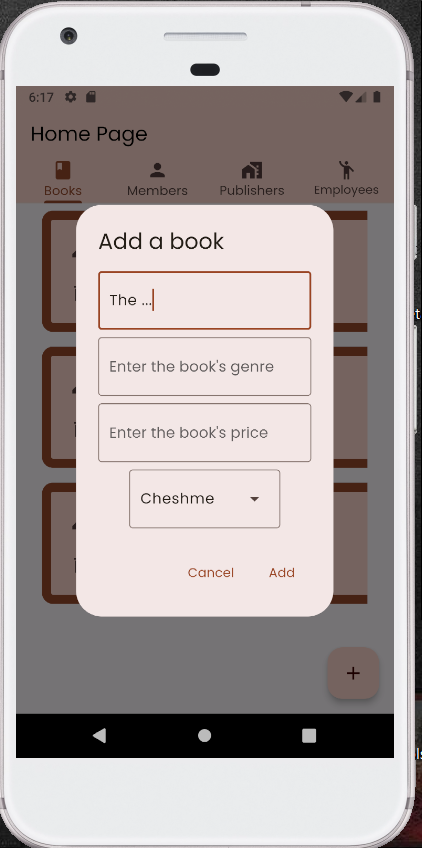 6:17
Home Page
Books Members Publishers Employees
Add a book
The ...
Enter the book's genre
Enter the book's price
Cheshme
Cancel Add
+